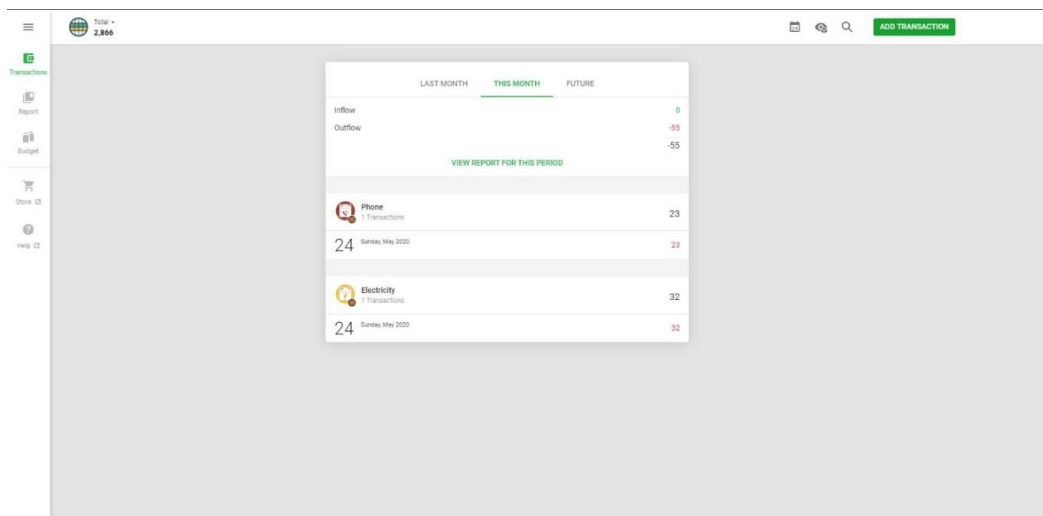 Total
2,866
ADD TRANSACTION
Transactions
Report
Budget
Store
Help
LAST MONTH THIS MONTH FUTURE
Inflow 0
Outflow -55
-55
VIEW REPORT FOR THIS PERIOD
Phone
1 Transactions 23
24 Sunday, May 2020 23
Electricity
1 Transactions 32
24 Sunday, May 2020 32